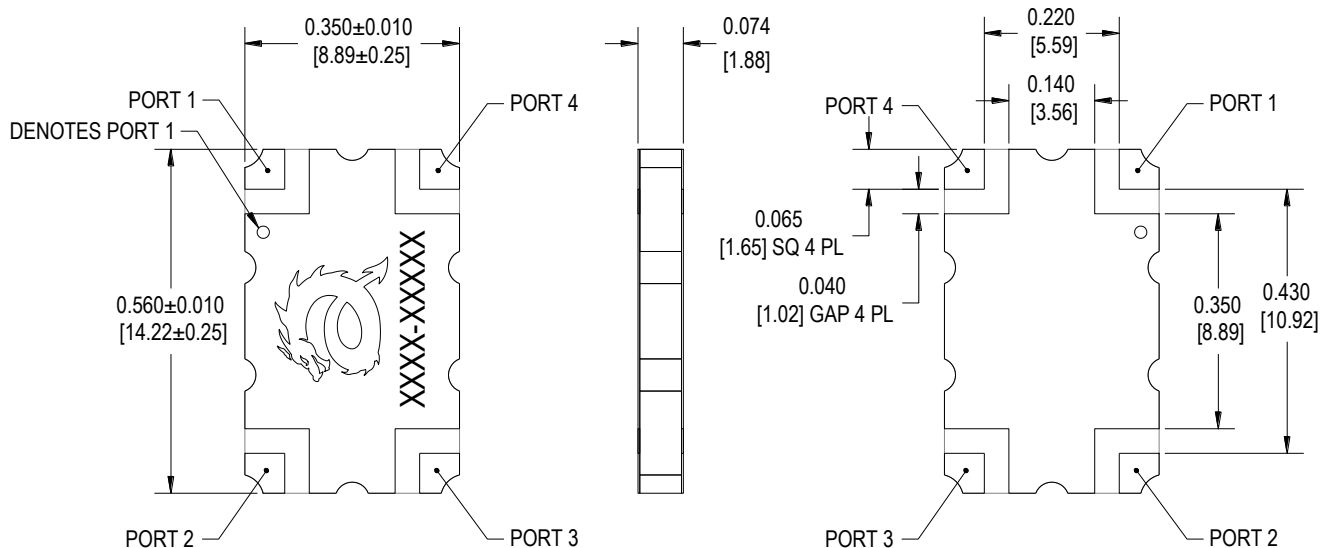 0.350±0.010
[8.89±0.25]
0.074
[1.88]
0.220
[5.59]
0.140
[3.56]
PORT 1
DENOTES PORT 1
PORT 4
PORT 4
PORT 1
0.065
[1.65] SQ 4 PL
0.040
[1.02] GAP 4 PL
0.560±0.010
[14.22±0.25]
XXXX-XXXX
0.350
[8.89]
0.430
[10.92]
PORT 2
PORT 3
PORT 3
PORT 2